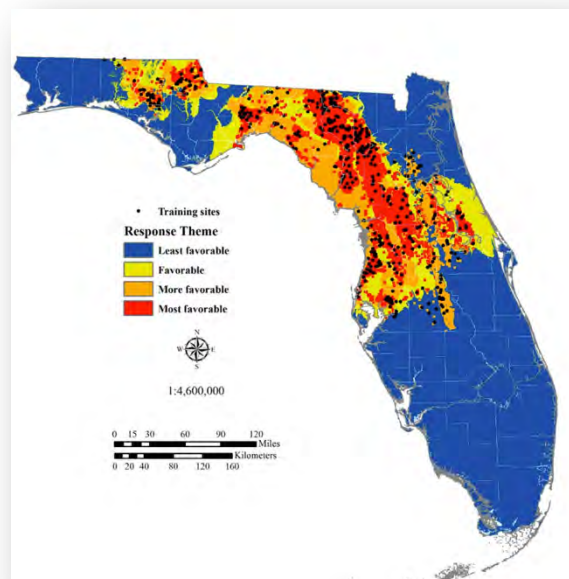 Training sites
Response Theme
Least favorable
Favorable
More favorable
Most favorable
N
W E
S
1:4,600,000
0 15 30 60 90 120
Miles
Kilometers
0 20 40 80 120 160